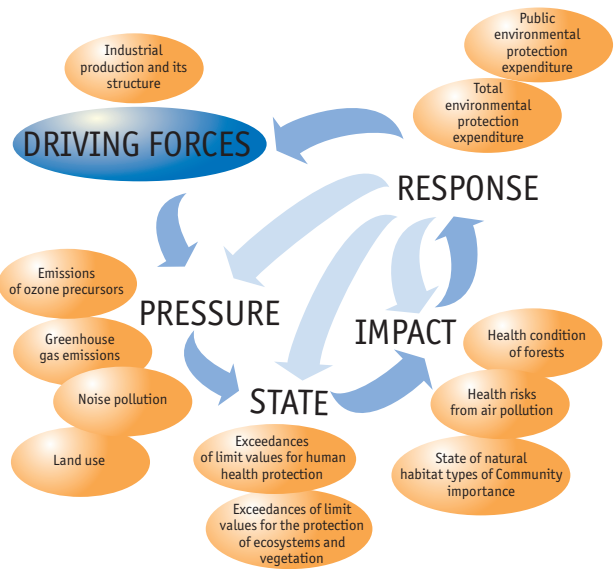 Public
environmental
protection
expenditure
Industrial
production and its
structure
Total
environmental
protection
expenditure
DRIVING FORCES
RESPONSE
Emissions
of ozone precursors
PRESSURE
IMPACT
Greenhouse
gas emissions
Health condition
of forests
Noise pollution
STATE
Health risks
from air pollution
Land use
Exceedances
of limit values for human
health protection
State of natural
habitat types of Community
importance
Exceedances of limit
values for the protection
of ecosystems and
vegetation